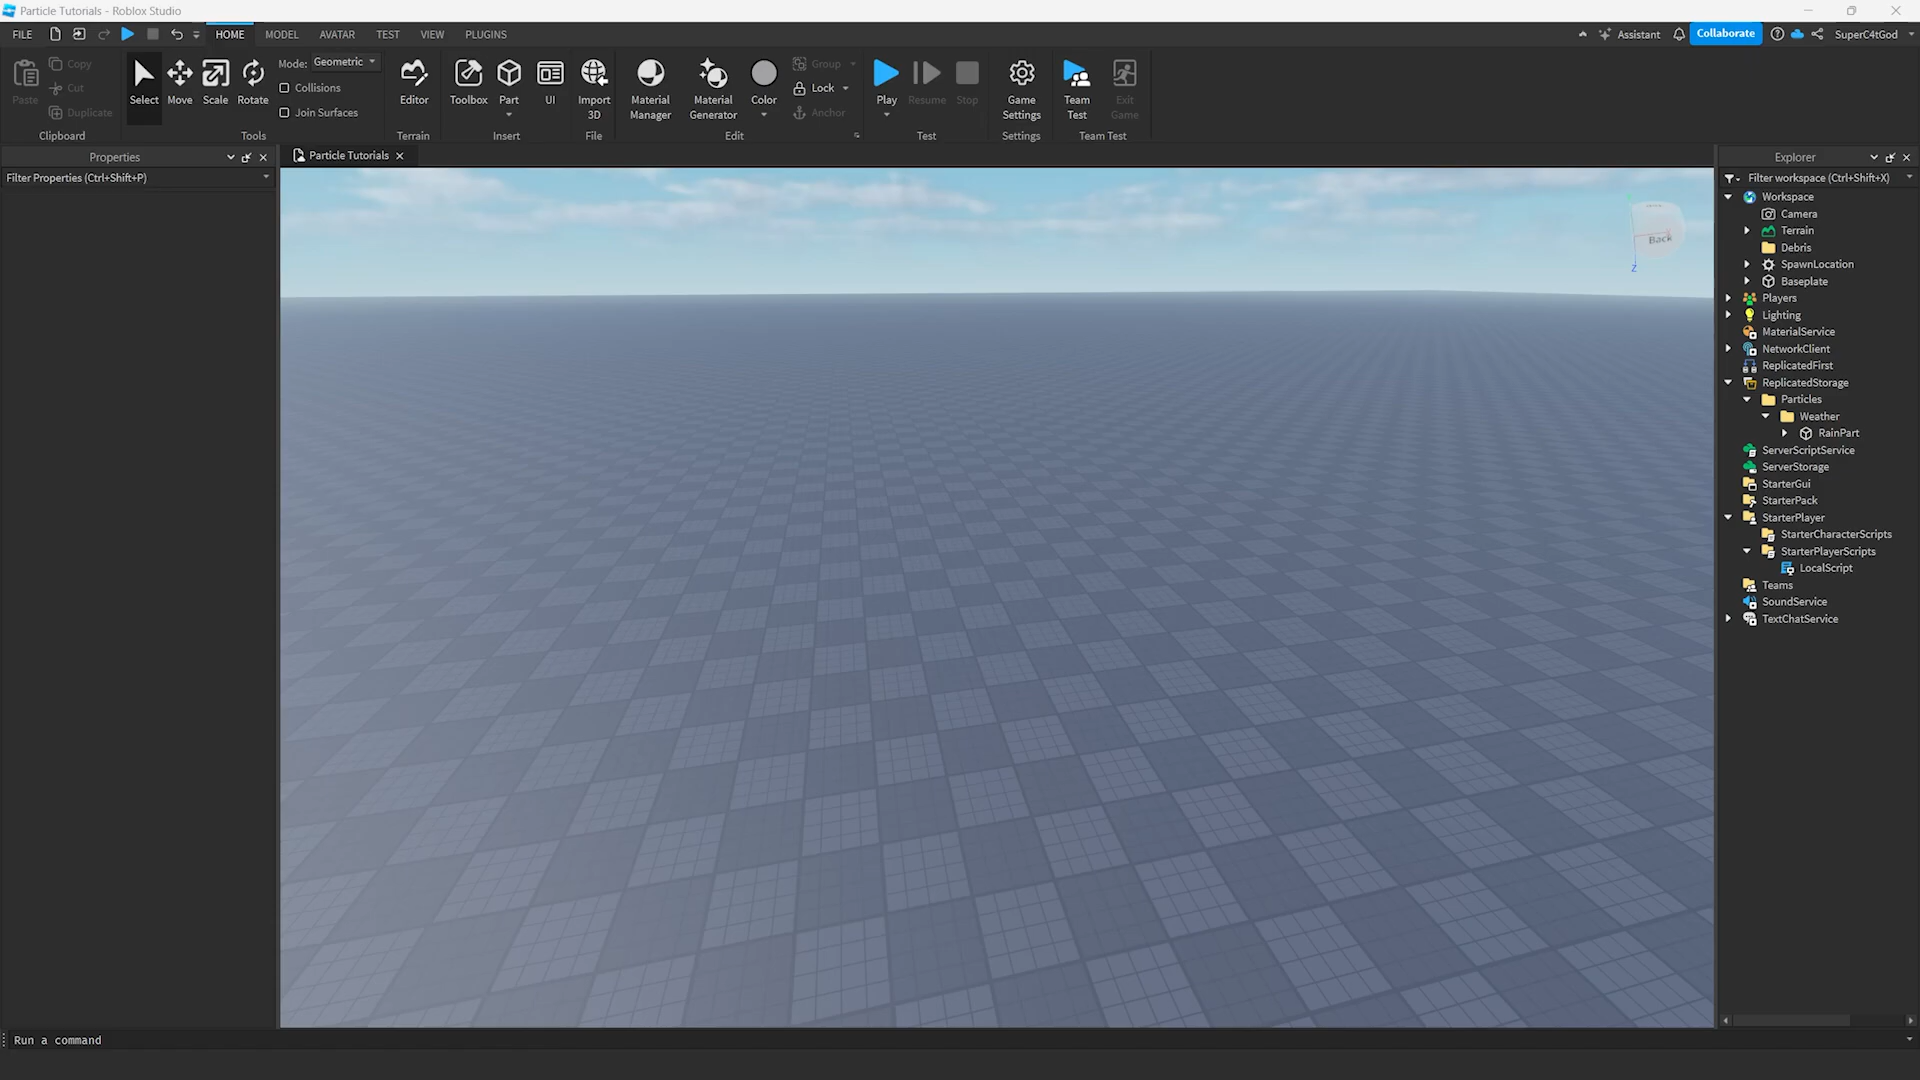 Particle Tutorials - Roblox Studio
FILE HOME MODEL AVATAR TEST VIEW PLUGINS Assistant Collaborate SuperC4tGod
Paste
Copy
Cut
Duplicate
Clipboard
Select Move Scale Rotate
Mode: Geometric
Collisions
Join Surfaces
Tools
Editor
Terrain
Toolbox Part UI
Insert
Import
3D
File
Material
Manager
Material
Generator
Color
Group
Lock
Anchor
Edit
Play Resume Stop
Test
Game
Settings
Settings
Team
Test
Exit
Game
Team Test
Properties
Filter Properties (Ctrl+Shift+P)
Particle Tutorials
Back
Z
Explorer
Filter workspace (Ctrl+Shift+X)
Workspace
Camera
Terrain
Debris
SpawnLocation
Baseplate
Players
Lighting
MaterialService
NetworkClient
ReplicatedFirst
ReplicatedStorage
Particles
Weather
RainPart
ServerScriptService
ServerStorage
StarterGui
StarterPack
StarterPlayer
StarterCharacterScripts
StarterPlayerScripts
LocalScript
Teams
SoundService
TextChatService
Run a command